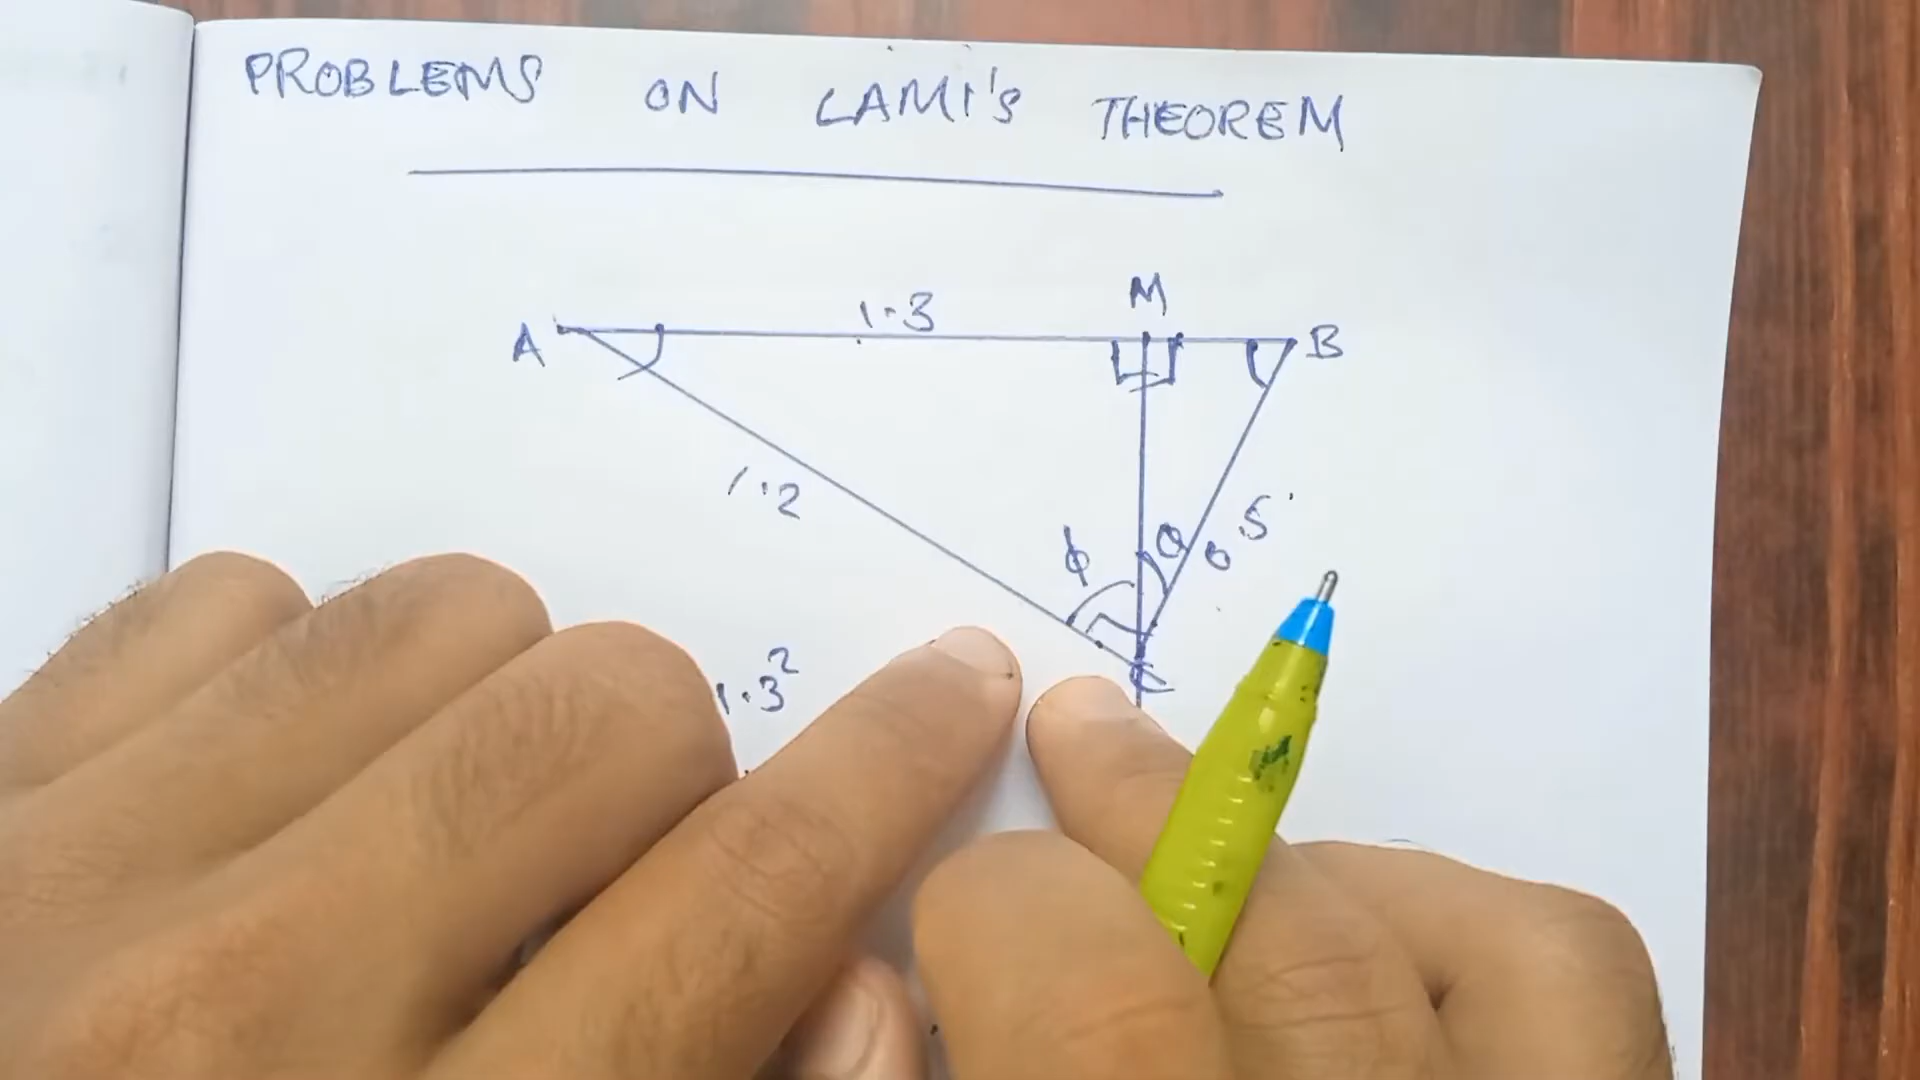 PROBLEMS ON LAMI'S THEOREM
M
A
1.3
B
1.2
0.5
ϕ
θ
C
1.3²